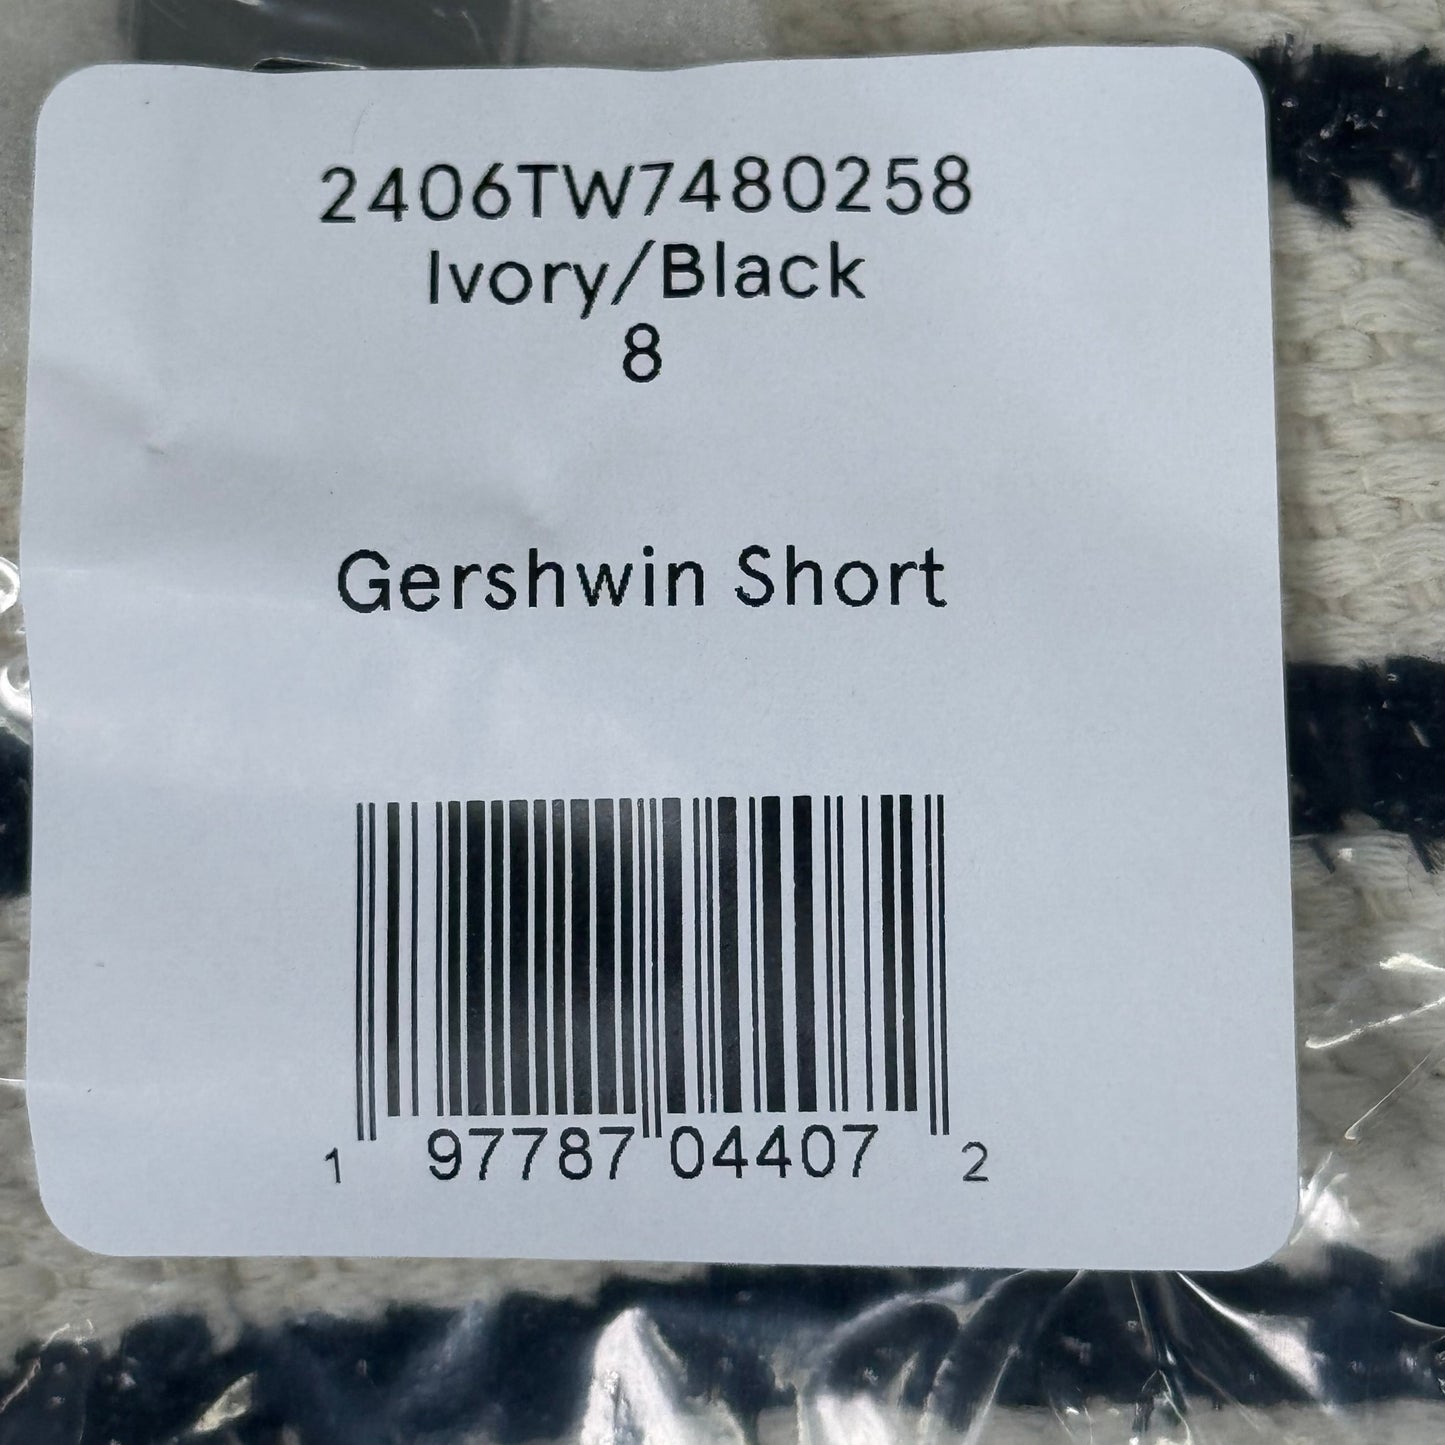 2406TW7480258
Ivory/Black
8
Gershwin Short
1 97787 04407 2